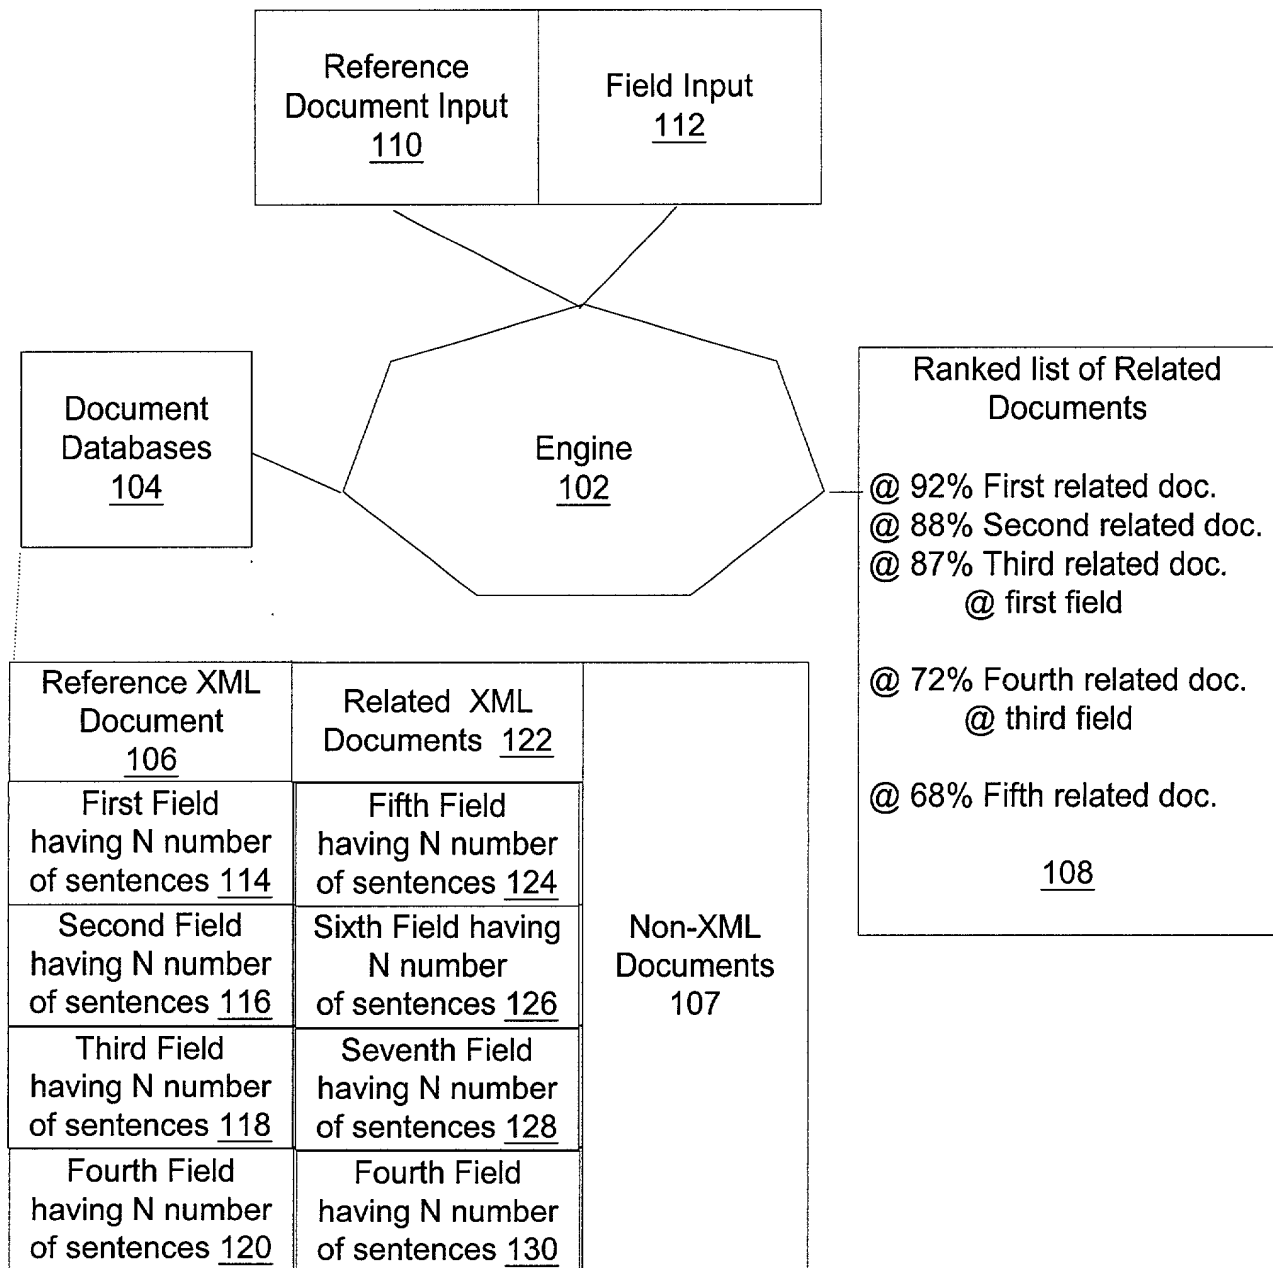 Reference
Document Input
110
Field Input
112
Document
Databases
104
Engine
102
Ranked list of Related
Documents
@ 92% First related doc.
@ 88% Second related doc.
@ 87% Third related doc.
@ first field
@ 72% Fourth related doc.
@ third field
@ 68% Fifth related doc.
108
Reference XML
Document
106
Related XML
Documents 122
First Field
having N number
of sentences 114
Fifth Field
having N number
of sentences 124
Second Field
having N number
of sentences 116
Sixth Field having
N number
of sentences 126
Third Field
having N number
of sentences 118
Seventh Field
having N number
of sentences 128
Fourth Field
having N number
of sentences 120
Fourth Field
having N number
of sentences 130
Non-XML
Documents
107